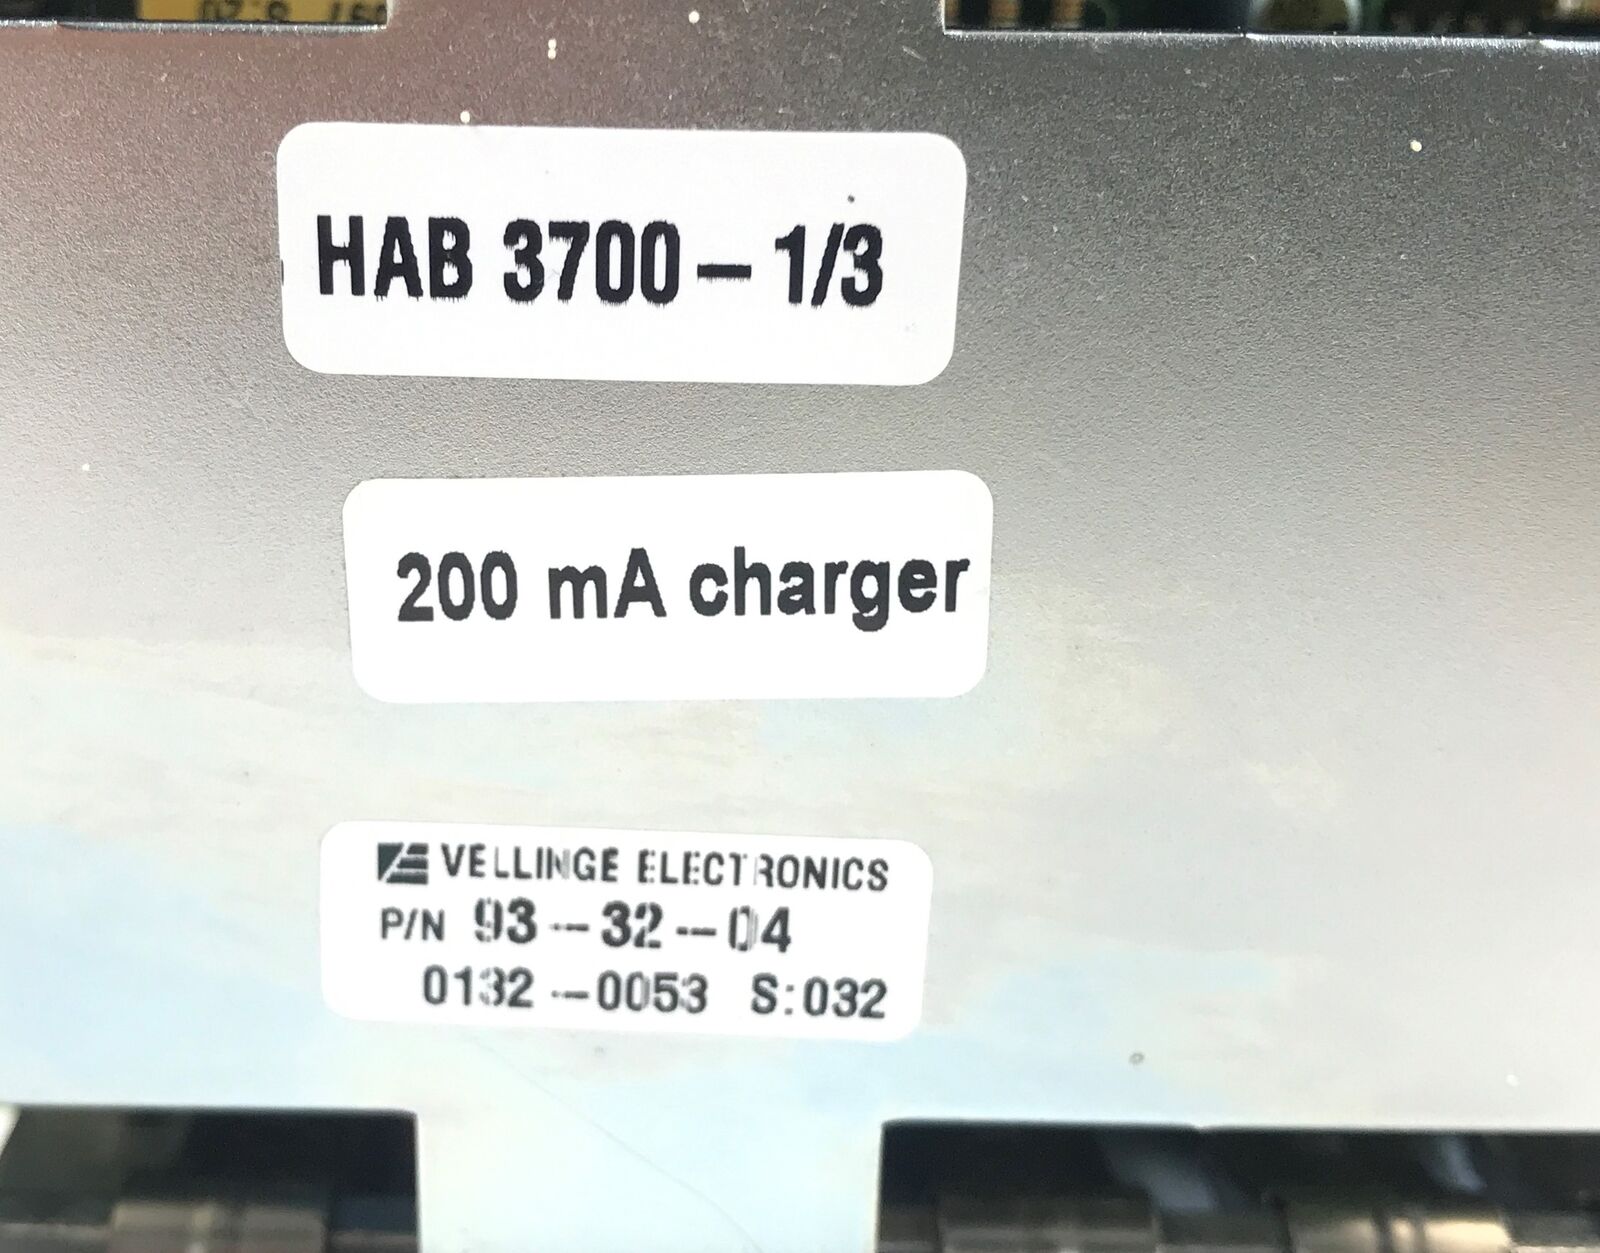 HAB 3700 - 1/3
200 mA charger
VELLINGE ELECTRONICS
P/N 93-32-04
0132-0053 S:032